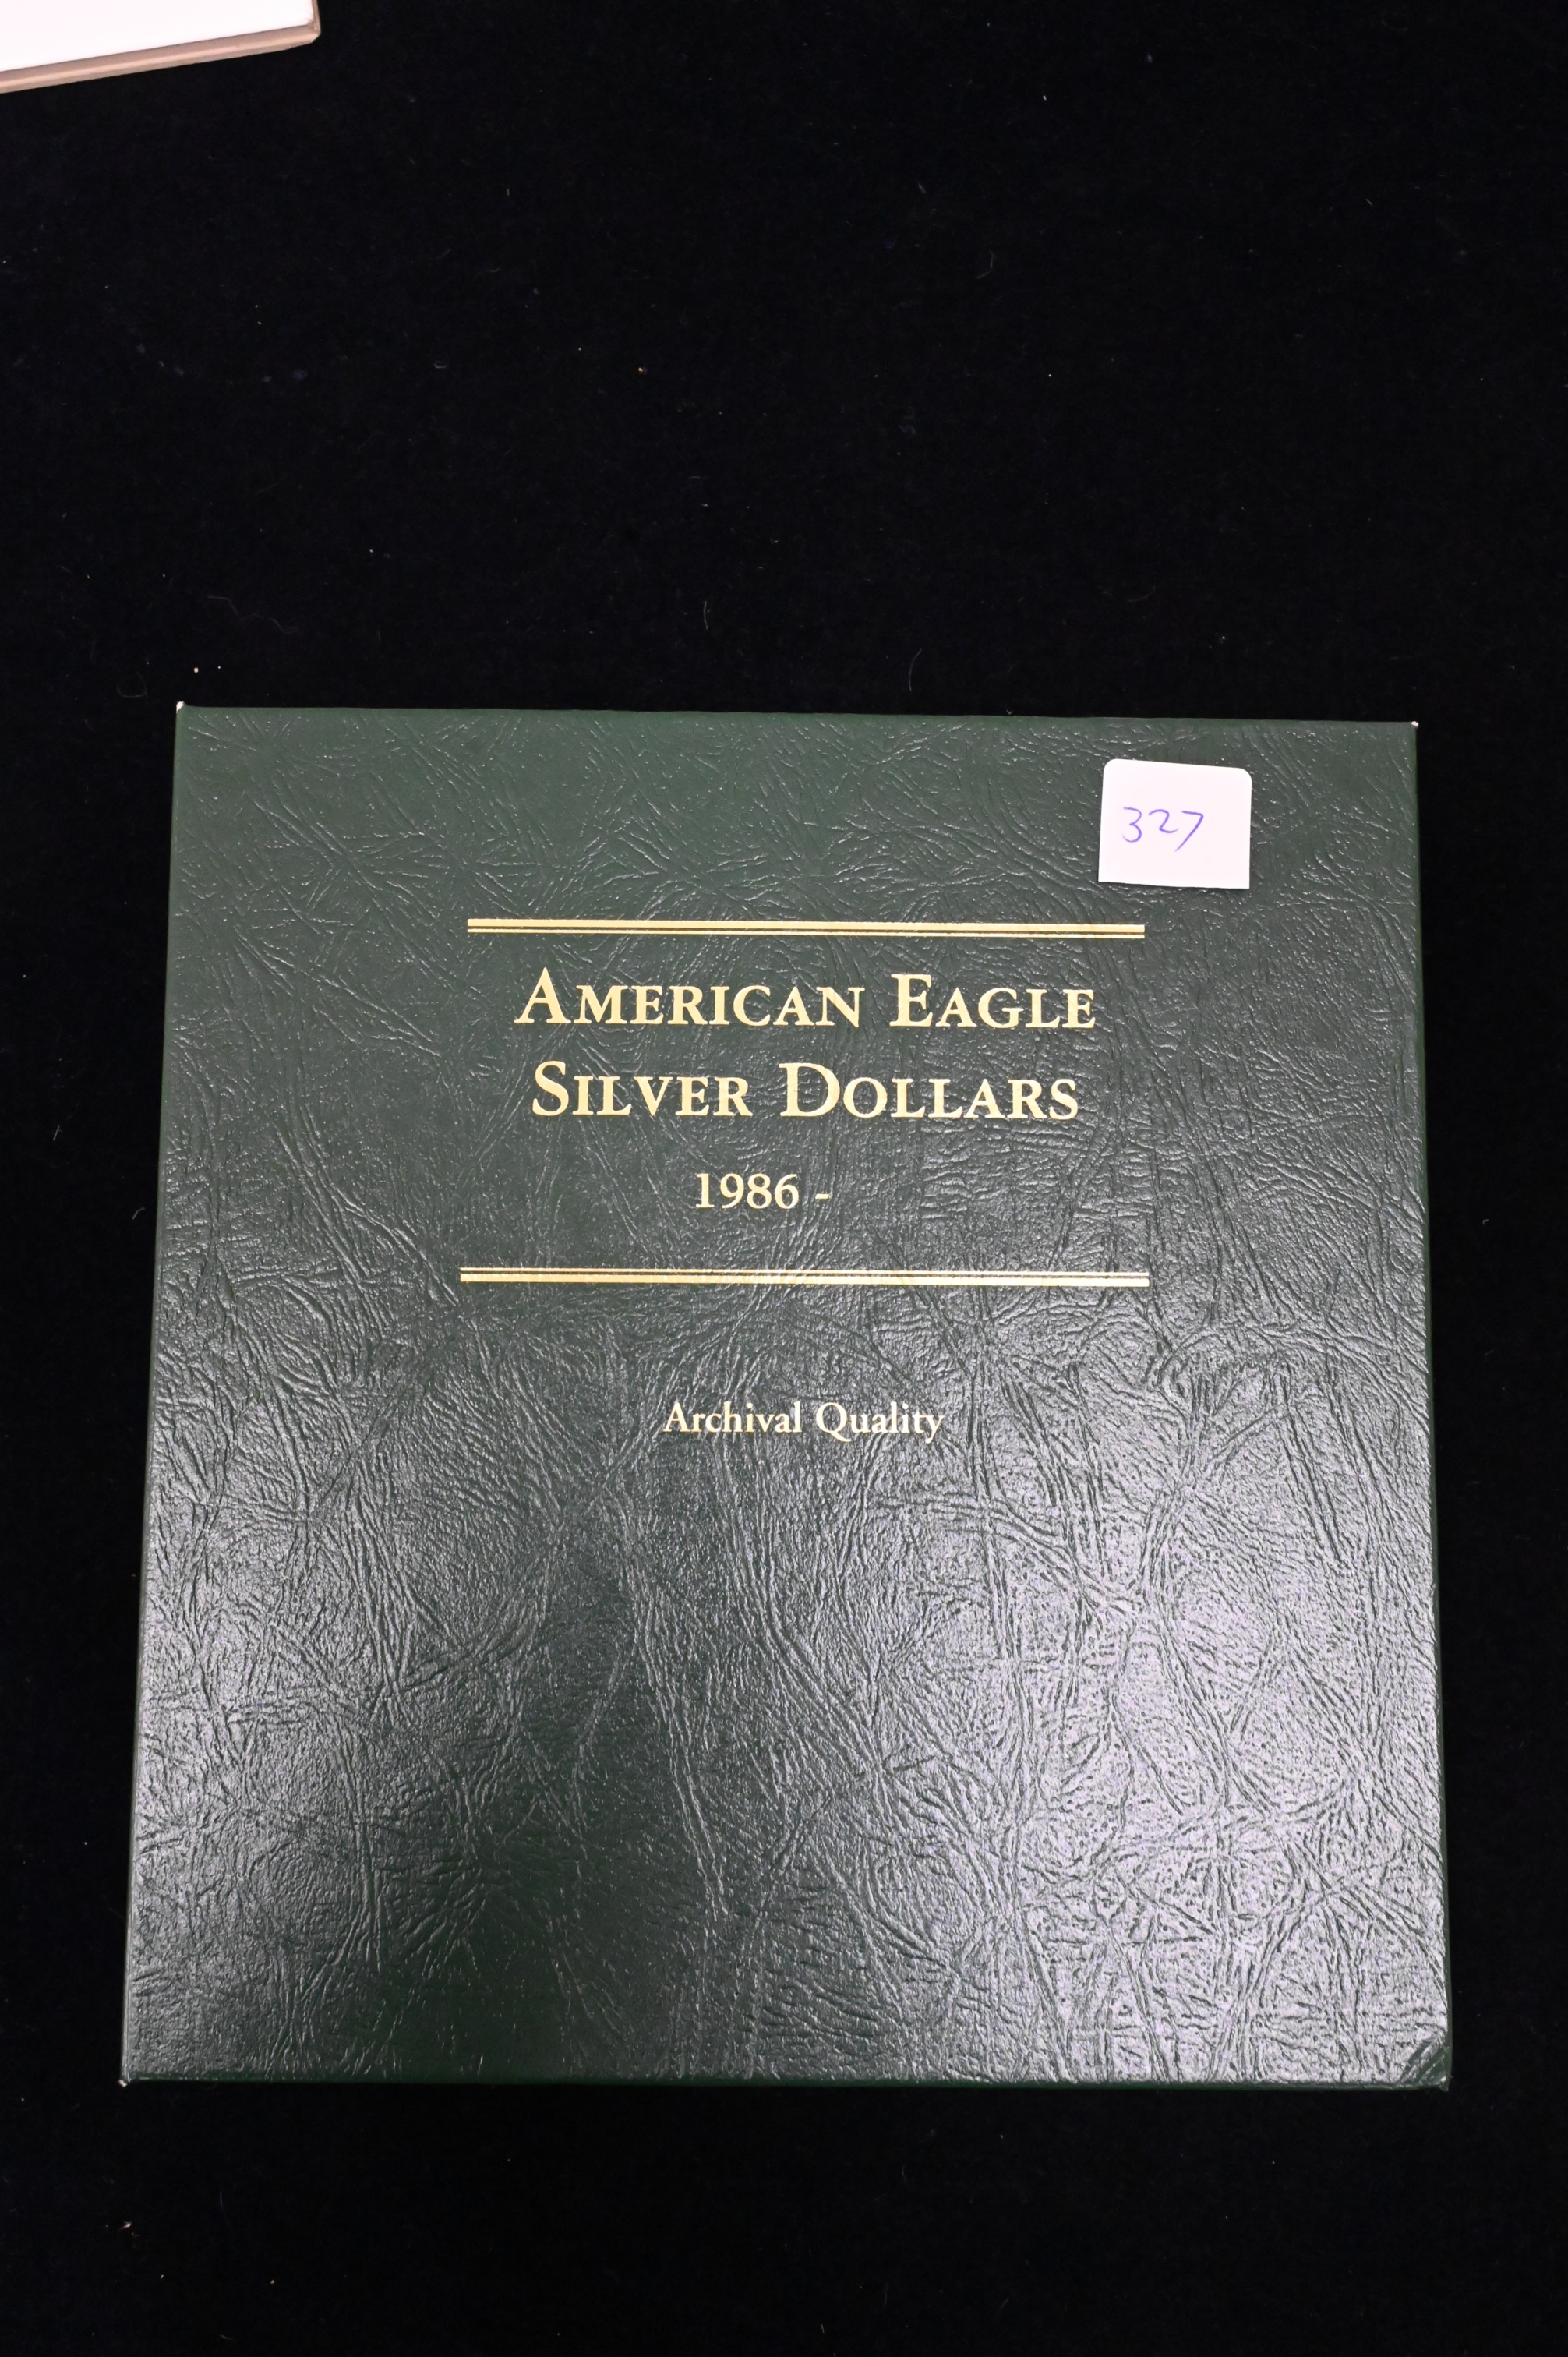 327
AMERICAN EAGLE
SILVER DOLLARS
1986 -
Archival Quality